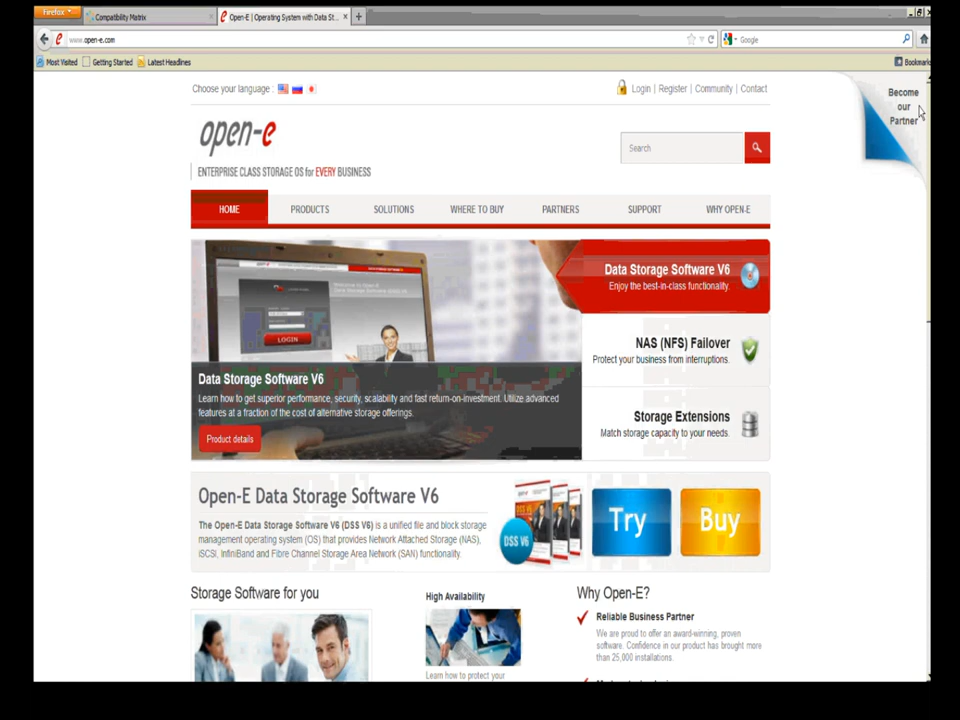 Firefox
Compatibility Matrix
Open-E | Operating System with Data St...
www.open-e.com
Google
Most Visited
Getting Started
Latest Headlines
Bookmarks
Choose your language :
Login | Register | Community | Contact
Become
our
Partner
open-e
ENTERPRISE CLASS STORAGE OS for EVERY BUSINESS
Search
HOME
PRODUCTS
SOLUTIONS
WHERE TO BUY
PARTNERS
SUPPORT
WHY OPEN-E
LOGIN
Data Storage Software V6
Enjoy the best-in-class functionality.
NAS (NFS) Failover
Protect your business from interruptions.
Storage Extensions
Match storage capacity to your needs.
Data Storage Software V6
Learn how to get superior performance, security, scalability and fast return-on-investment. Utilize advanced
features at a fraction of the cost of alternative storage offerings.
Product details
Open-E Data Storage Software V6
The Open-E Data Storage Software V6 (DSS V6) is a unified file and block storage
management operating system (OS) that provides Network Attached Storage (NAS),
iSCSI, InfiniBand and Fibre Channel Storage Area Network (SAN) functionality.
DSS V6
Try
Buy
Storage Software for you
High Availability
Learn how to protect your
Why Open-E?
Reliable Business Partner
We are proud to offer an award-winning, proven
software. Confidence in our product has brought more
than 25,000 installations.